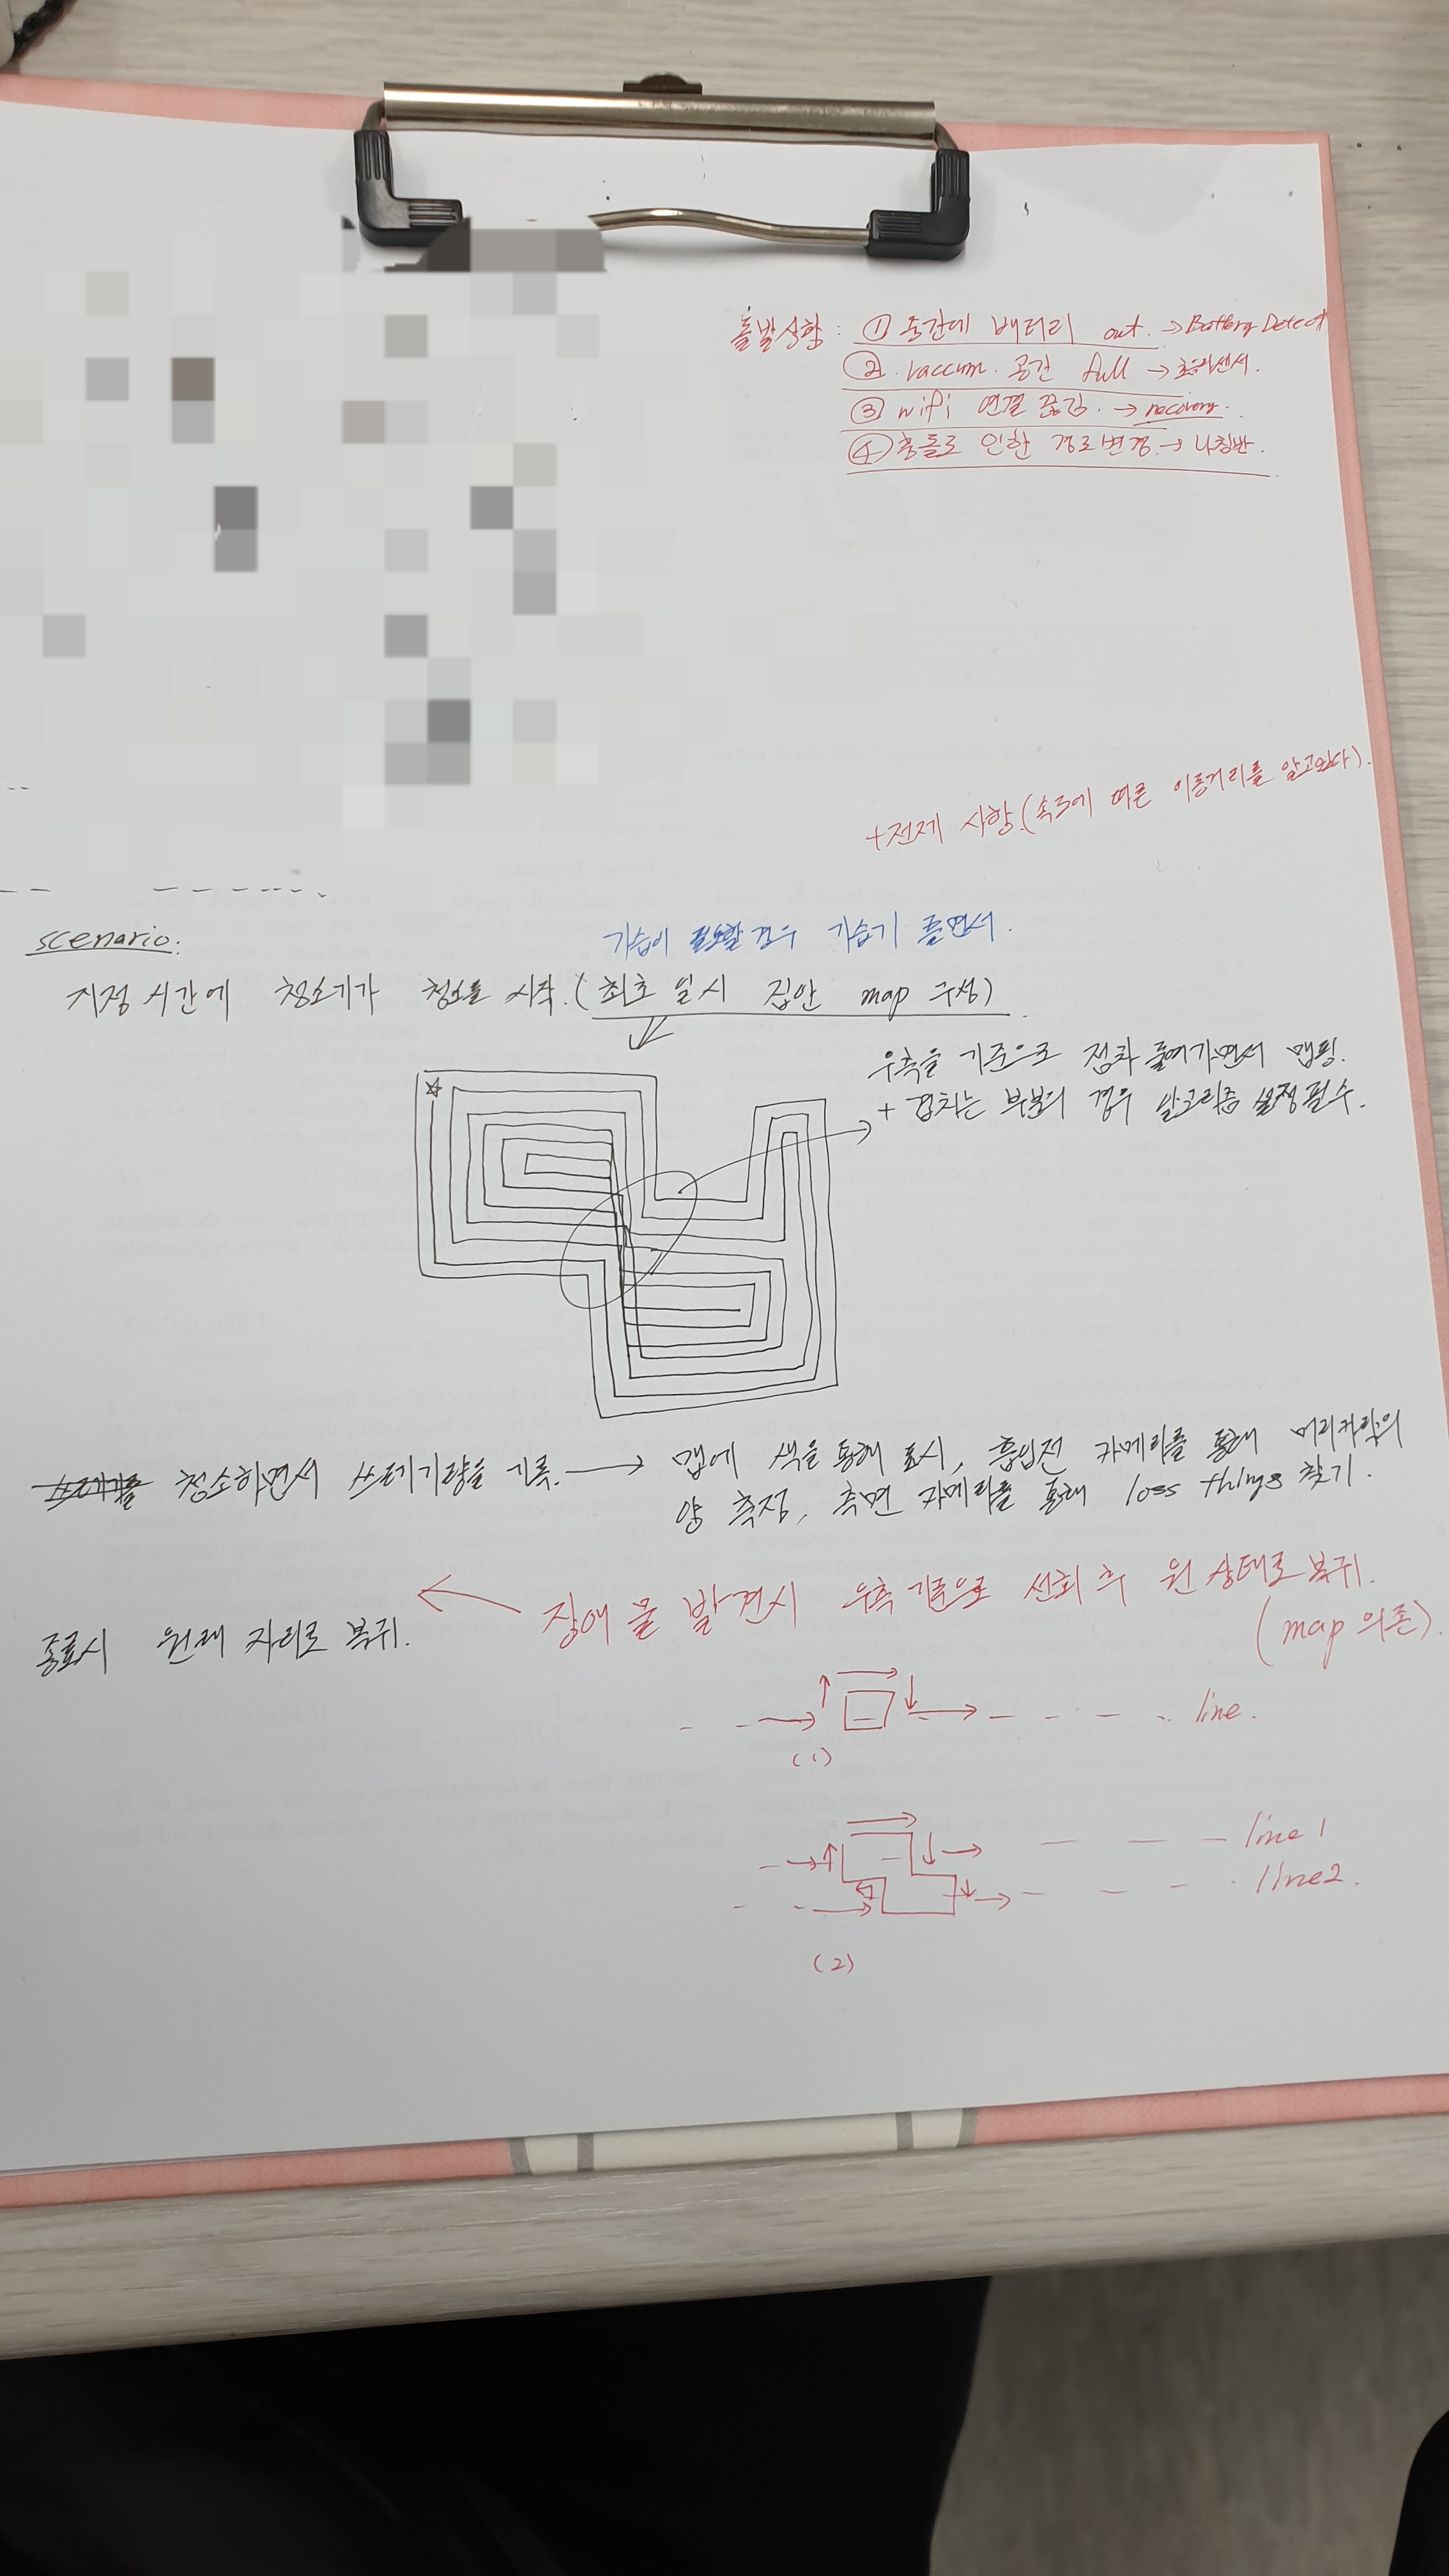 돌발상황 : ① 중간에 배터리 out. → Battery Detect
②. vaccum. 공간 full → 초음파센서.
③ wifi 연결 끊김. → recovery.
④ 충돌로 인한 경로변경. → 나침반.
+전제 사항.(속도에 따른 이동거리를 알고있다).
scenario:
가습이 필요할 경우 가습기 틀면서.
지정 시간에 청소기가 청소를 시작. (최초 일시 집안 map 구성)
우측을 기준으로 점차 줄여가면서 맵핑.
+ 겹치는 부분의 경우 알고리즘 설정 필수.
청소하면서 쓰레기량을 기록. → 맵에 색을 통해 표시, 흡입전 카메라를 통해 머리카락의
양 측정, 측면 카메라를 통해 loss things 찾기.
장애물 발견시 우측 기준으로 선회 후 원 상태로 복귀.
(map 의존).
종료시 원래 자리로 복귀.
line.
(1)
line 1
line 2.
(2)